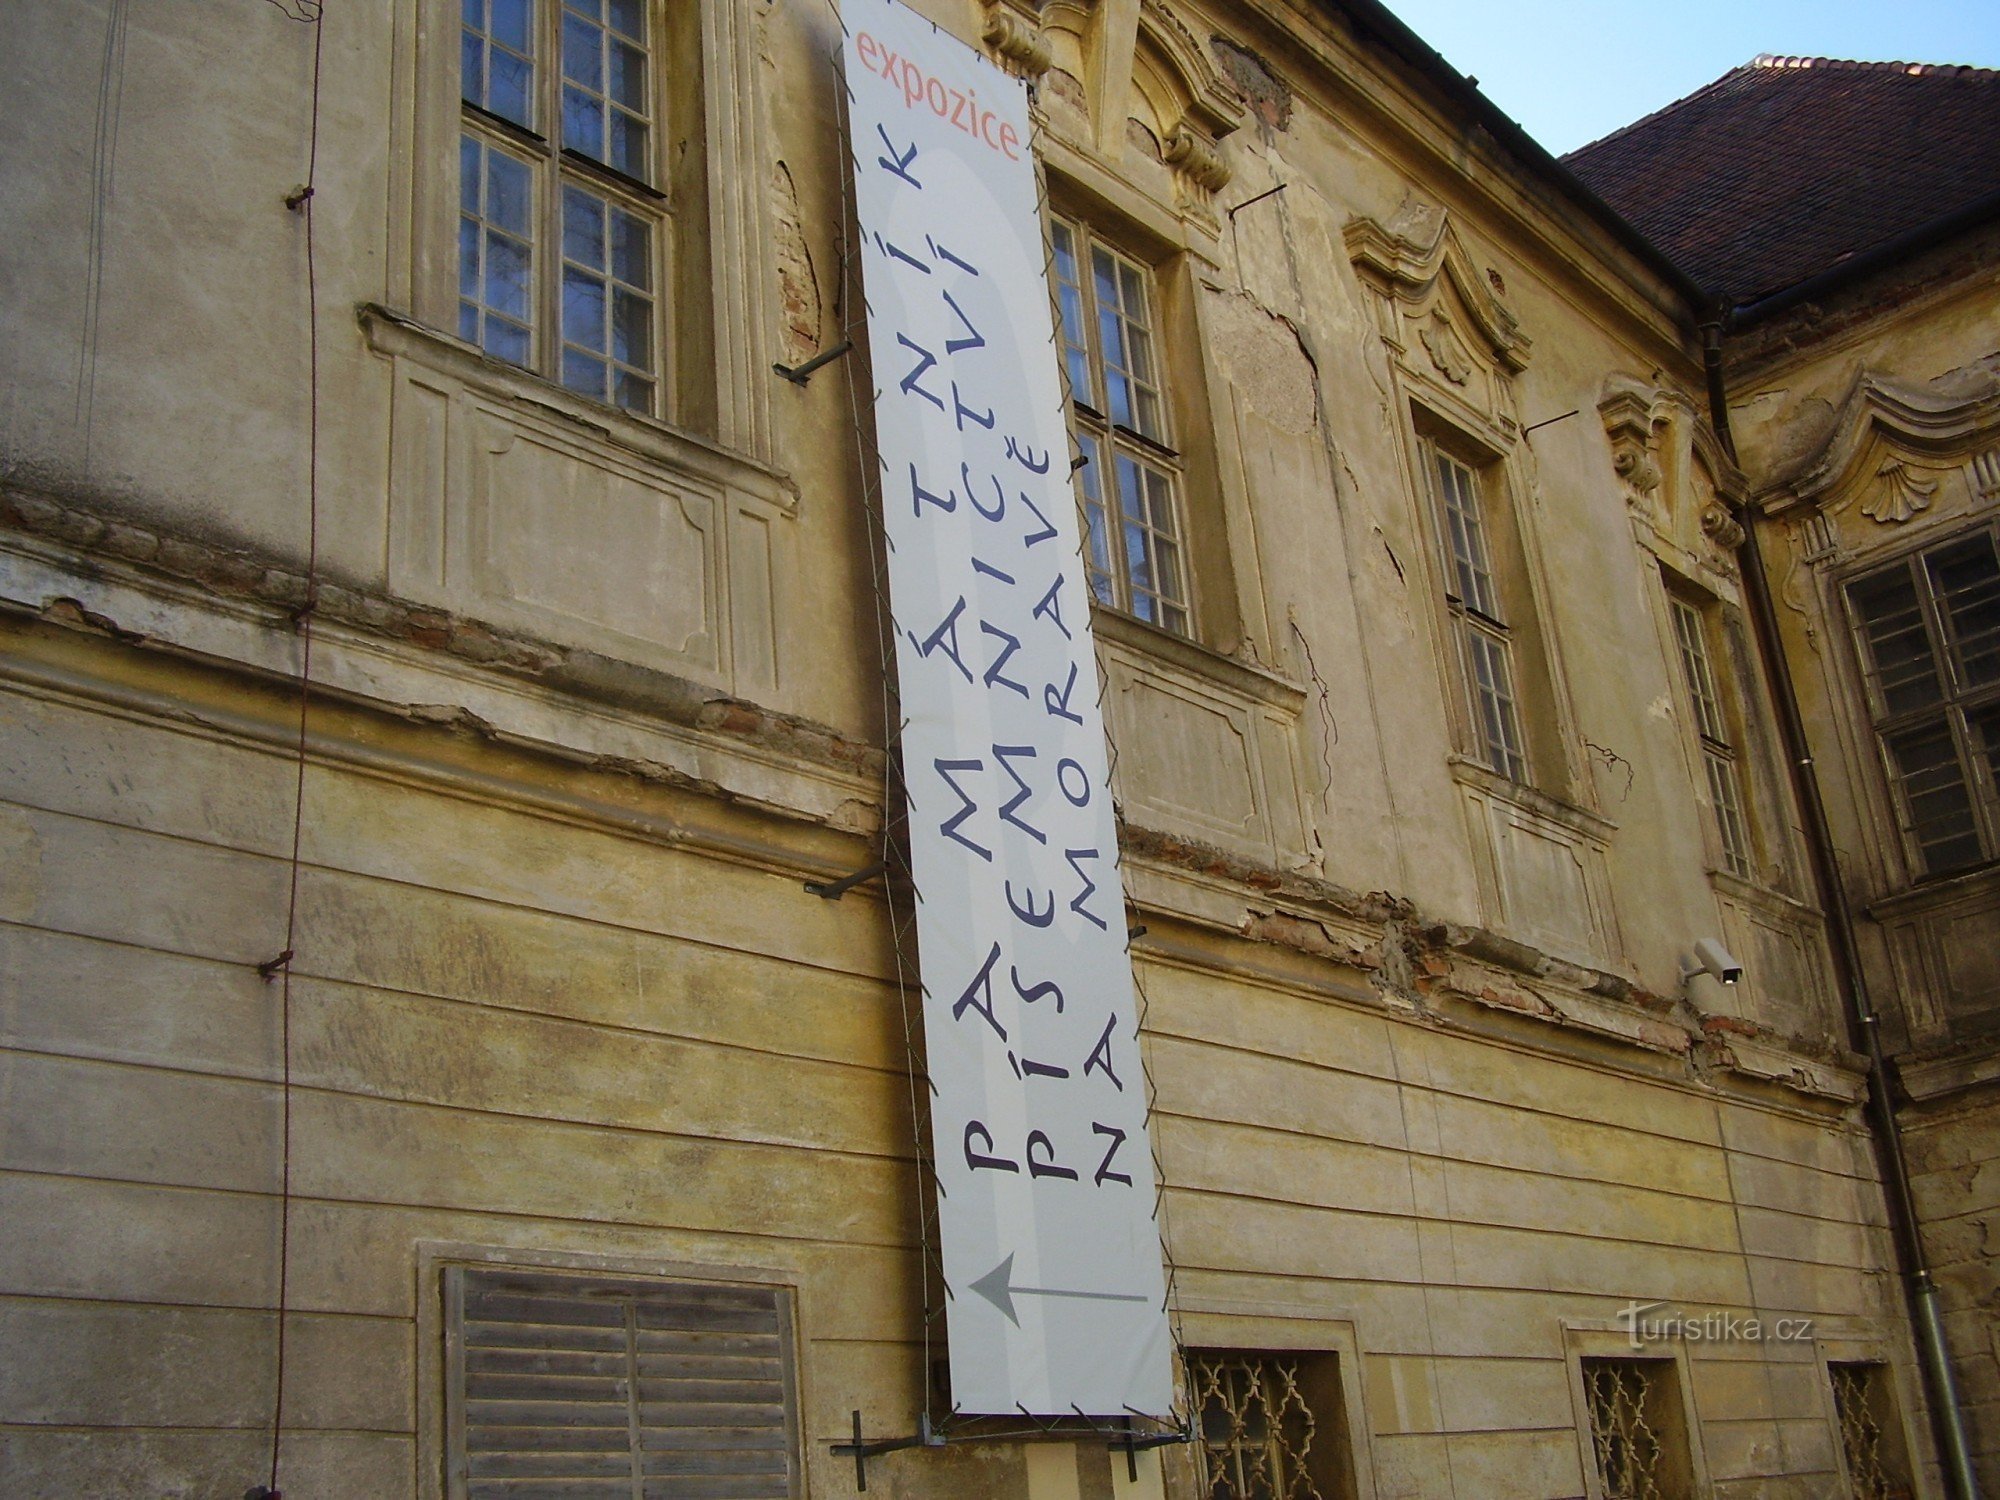 expozice
PAMÁTNÍK
PÍSEMNICTVÍ
NA MORAVĚ
Turistika.cz